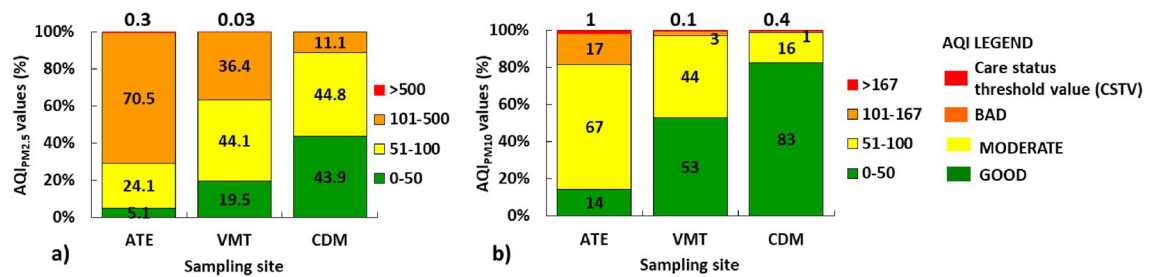 0.3 0.03
100%
80%
60%
40%
20%
0%
AQIPM2.5 values (%)
70.5
24.1
5.1
36.4
44.1
19.5
11.1
44.8
43.9
ATE VMT CDM
Sampling site
a)
>500
101-500
51-100
0-50
1 0.1 0.4
100%
80%
60%
40%
20%
0%
AQIPM10 values (%)
17
67
14
3
44
53
1
16
83
ATE VMT CDM
Sampling site
b)
>167
101-167
51-100
0-50
AQI LEGEND
Care status
threshold value (CSTV)
BAD
MODERATE
GOOD